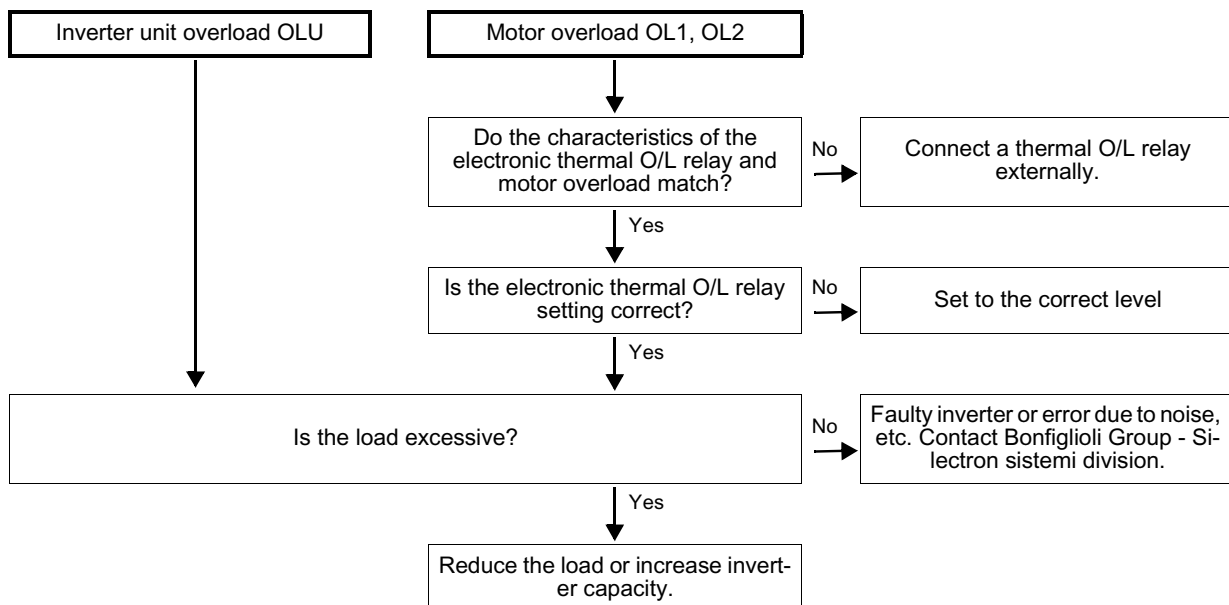 Inverter unit overload OLU
Motor overload OL1, OL2
Do the characteristics of the
electronic thermal O/L relay and
motor overload match?
No
Connect a thermal O/L relay
externally.
Yes
Is the electronic thermal O/L relay
setting correct?
No
Set to the correct level
Yes
Is the load excessive?
No
Faulty inverter or error due to noise,
etc. Contact Bonfiglioli Group - Si-
lectron sistemi division.
Yes
Reduce the load or increase invert-
er capacity.